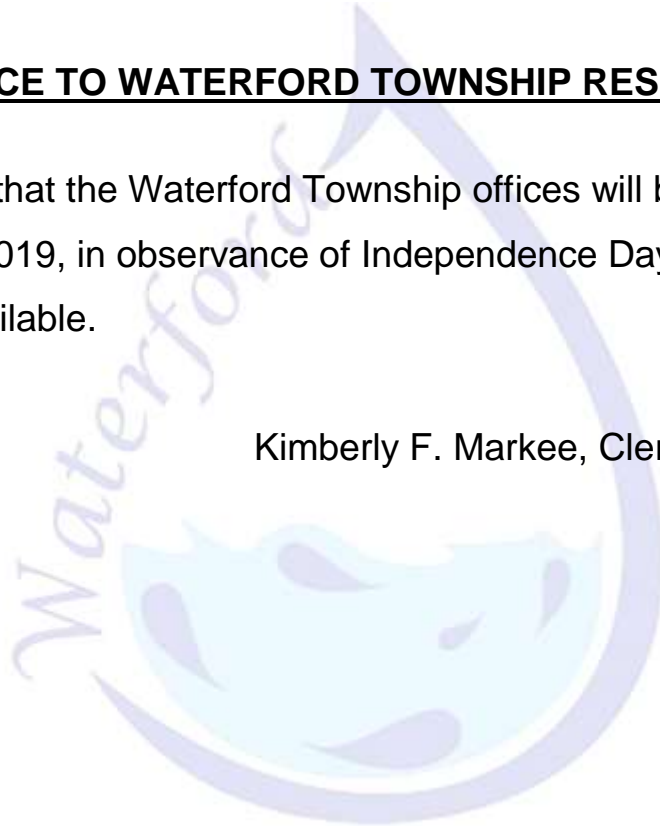 CE TO WATERFORD TOWNSHIP RES
that the Waterford Township offices will b
019, in observance of Independence Day
ilable.
Kimberly F. Markee, Cler
Waterford